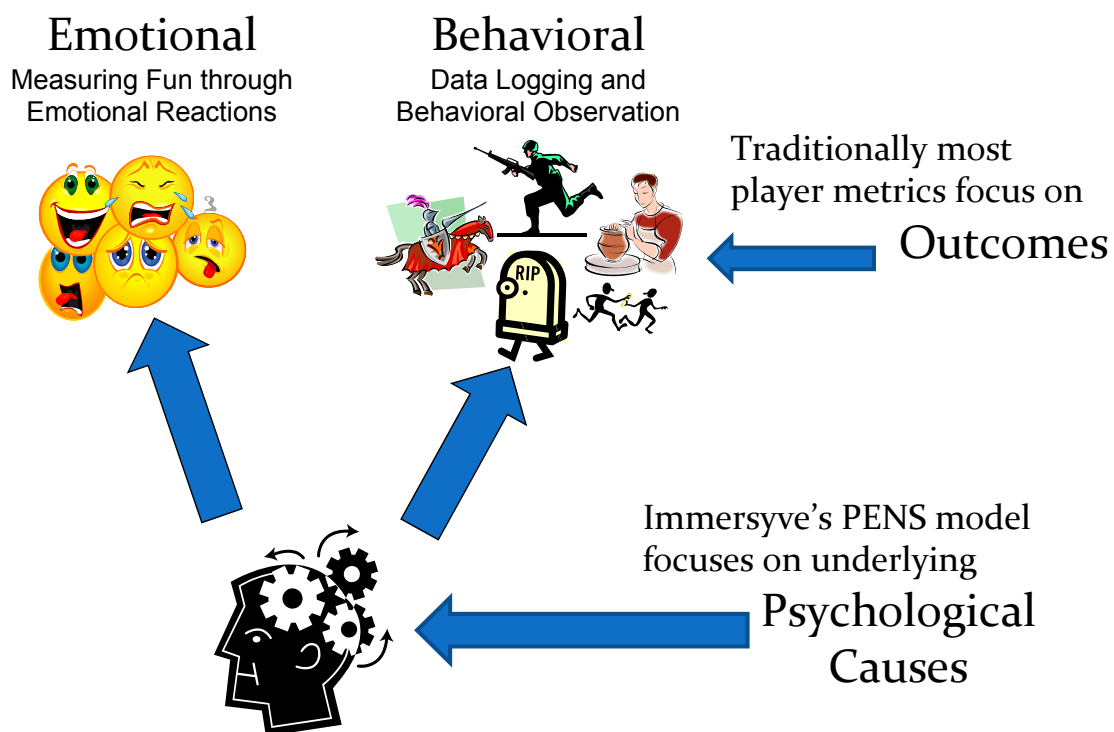 Emotional
Measuring Fun through
Emotional Reactions
Behavioral
Data Logging and
Behavioral Observation
Traditionally most
player metrics focus on
Outcomes
RIP
3
Immersyve's PENS model
focuses on underlying
Psychological
Causes